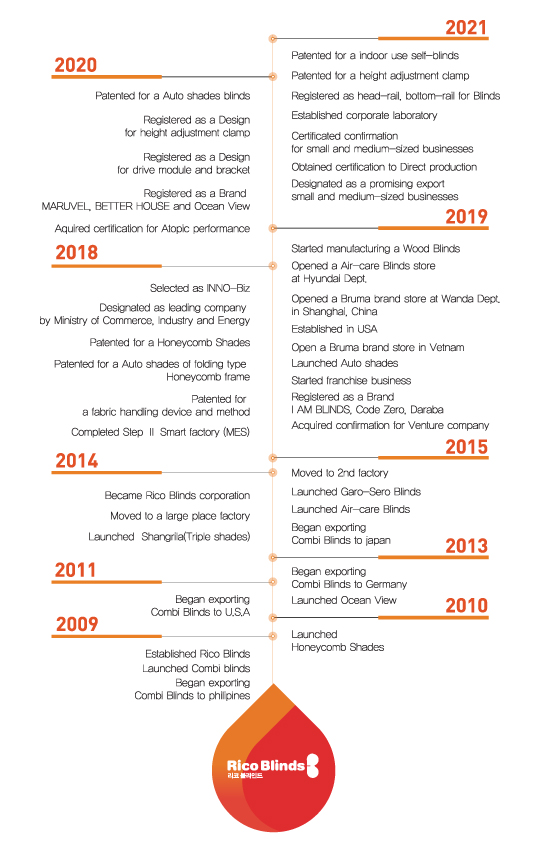 2021
Patented for a indoor use self-blinds
Patented for a height adjustment clamp
Registered as head-rail, bottom-rail for Blinds
Established corporate laboratory
Certificated confirmation
for small and medium-sized businesses
Obtained certification to Direct production
Designated as a promising export
small and medium-sized businesses
2020
Patented for a Auto shades blinds
Registered as a Design
for height adjustment clamp
Registered as a Design
for drive module and bracket
Registered as a Brand
MARUVEL, BETTER HOUSE and Ocean View
Aquired certification for Atopic performance
2019
Started manufacturing a Wood Blinds
Opened a Air-care Blinds store
at Hyundai Dept.
Opened a Bruma brand store at Wanda Dept.
in Shanghai, China
Established in USA
Open a Bruma brand store in Vetnam
Launched Auto shades
Started franchise business
Registered as a Brand
I AM BLINDS, Code Zero, Daraba
Acquired confirmation for Venture company
2018
Selected as INNO-Biz
Designated as leading company
by Ministry of Commerce, Industry and Energy
Patented for a Honeycomb Shades
Patented for a Auto shades of folding type
Honeycomb frame
Patented for
a fabric handling device and method
Completed Step II Smart factory (MES)
2015
Moved to 2nd factory
Launched Garo-Sero Blinds
Launched Air-care Blinds
Began exporting
Combi Blinds to japan
2014
Became Rico Blinds corporation
Moved to a large place factory
Launched Shangrila(Triple shades)
2013
Began exporting
Combi Blinds to Germany
Launched Ocean View
2011
Began exporting
Combi Blinds to U.S.A
2010
Launched
Honeycomb Shades
2009
Established Rico Blinds
Launched Combi blinds
Began exporting
Combi Blinds to philipines
Rico Blinds
리코 블라인드